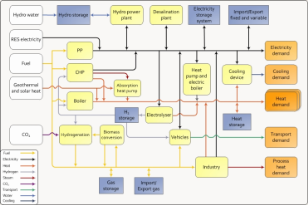 Hydro water
Hydro storage
Hydro power
plant
Desalination
plant
Electricity
storage
system
Import/Export
fixed and variable
RES electricity
PP
Electricity
demand
Fuel
CHP
Heat
pump and
electric
boiler
Cooling
device
Cooling
demand
Geothermal
and solar heat
Absorption
heat pump
Boiler
Heat
demand
H2
storage
Electrolyser
Heat
storage
CO2
Hydrogenation
Biomass
conversion
Vehicles
Transport
demand
Industry
Process
heat
demand
Gas
storage
Import/
Export gas
Fuel
Electricity
Heat
Hydrogen
Steam
CO2
Transport
Water
Cooling